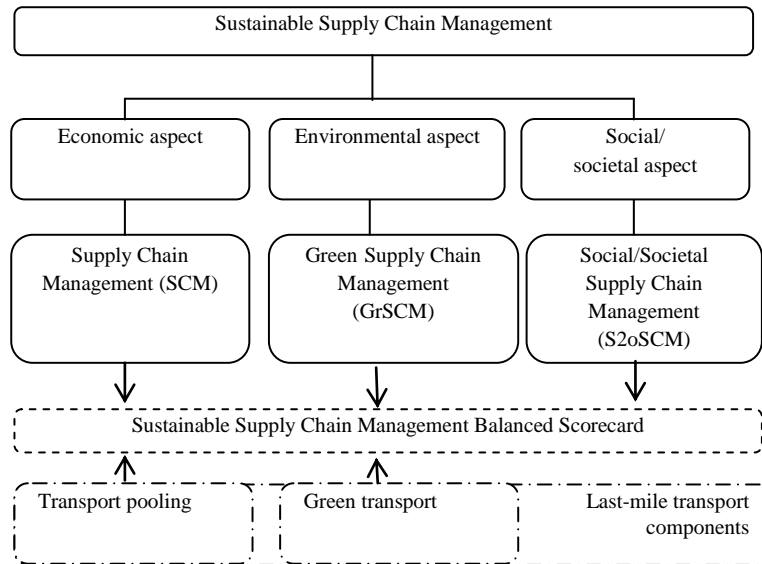 Sustainable Supply Chain Management
Economic aspect
Environmental aspect
Social/
societal aspect
Supply Chain
Management (SCM)
Green Supply Chain
Management
(GrSCM)
Social/Societal
Supply Chain
Management
(S2oSCM)
Sustainable Supply Chain Management Balanced Scorecard
Transport pooling
Green transport
Last-mile transport
components